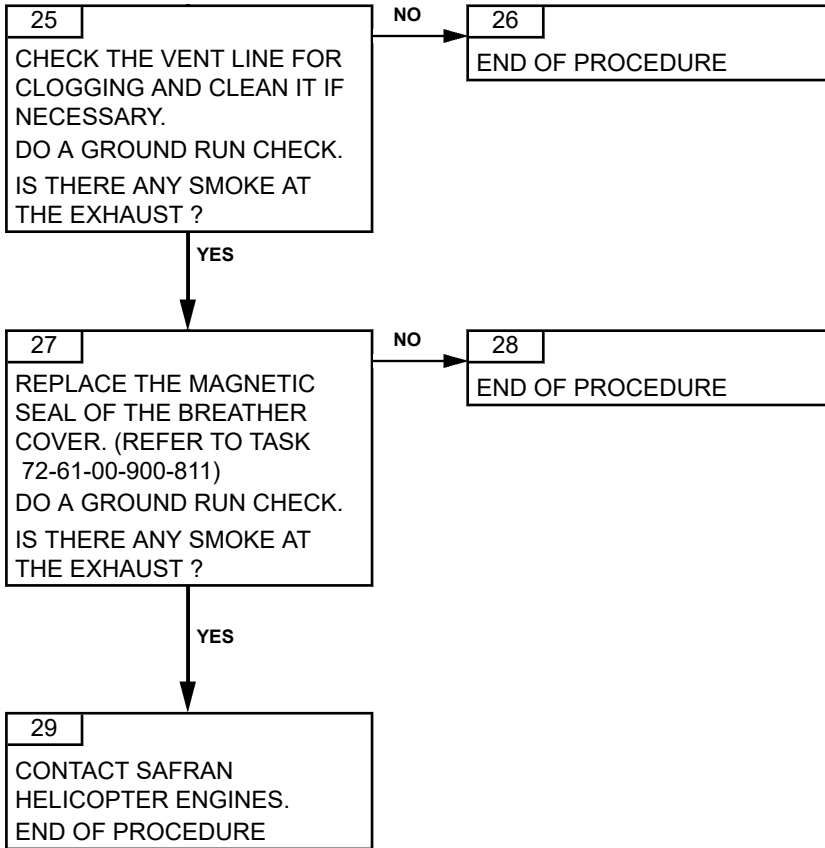 25
CHECK THE VENT LINE FOR
CLOGGING AND CLEAN IT IF
NECESSARY.
DO A GROUND RUN CHECK.
IS THERE ANY SMOKE AT
THE EXHAUST ?
NO
26
END OF PROCEDURE
YES
27
REPLACE THE MAGNETIC
SEAL OF THE BREATHER
COVER. (REFER TO TASK
72-61-00-900-811)
DO A GROUND RUN CHECK.
IS THERE ANY SMOKE AT
THE EXHAUST ?
NO
28
END OF PROCEDURE
YES
29
CONTACT SAFRAN
HELICOPTER ENGINES.
END OF PROCEDURE